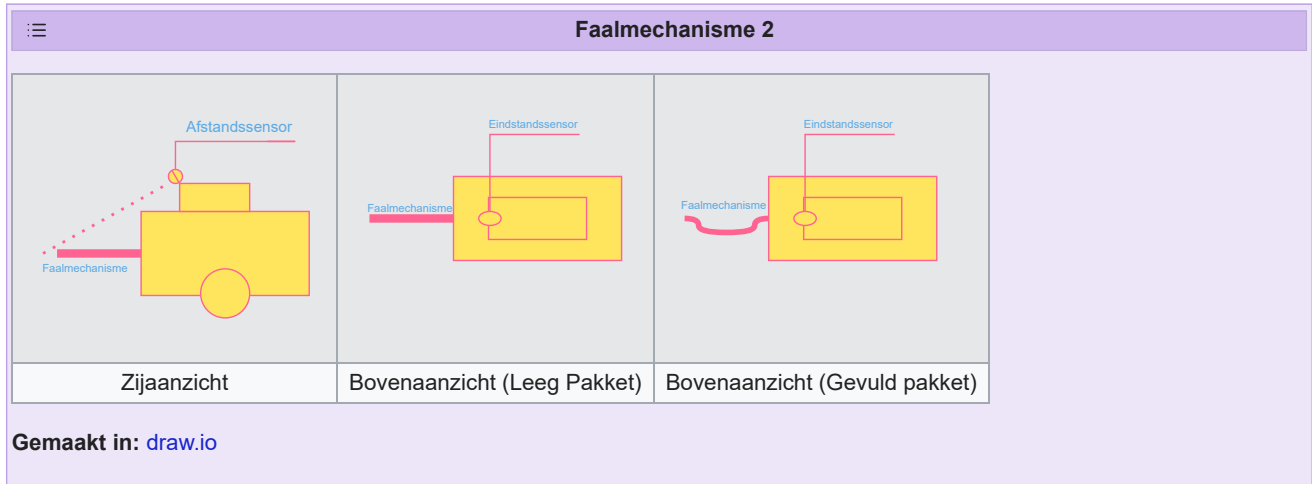 Faalmechanisme 2
Afstandssensor
Faalmechanisme
Eindstandssensor
Faalmechanisme
Eindstandssensor
Faalmechanisme
Zijaanzicht
Bovenaanzicht (Leeg Pakket)
Bovenaanzicht (Gevuld pakket)
Gemaakt in: draw.io